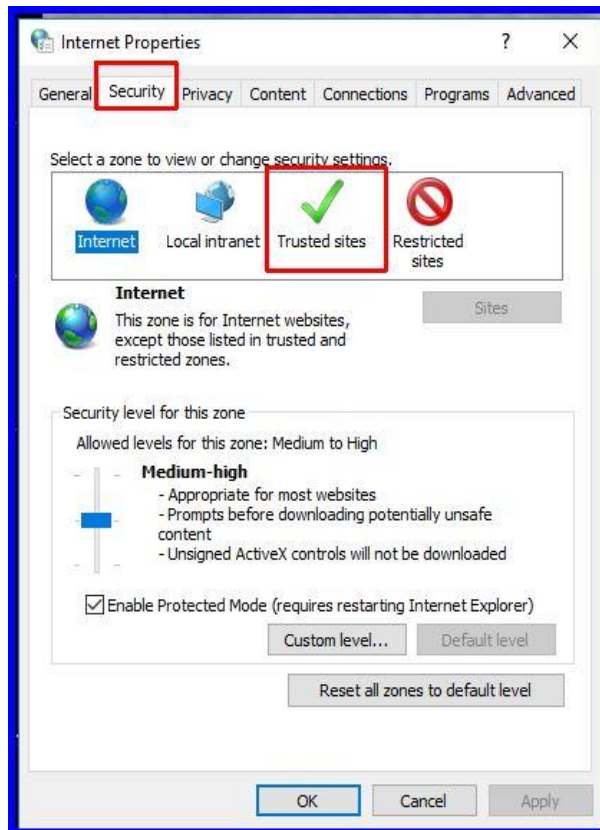 Internet Properties
?
General Security Privacy Content Connections Programs Advanced
Select a zone to view or change security settings.
Internet Local intranet Trusted sites Restricted
sites
Internet
This zone is for Internet websites,
except those listed in trusted and
restricted zones.
Sites
Security level for this zone
Allowed levels for this zone: Medium to High
Medium-high
- Appropriate for most websites
- Prompts before downloading potentially unsafe
content
- Unsigned ActiveX controls will not be downloaded
Enable Protected Mode (requires restarting Internet Explorer)
Custom level... Default level
Reset all zones to default level
OK Cancel Apply